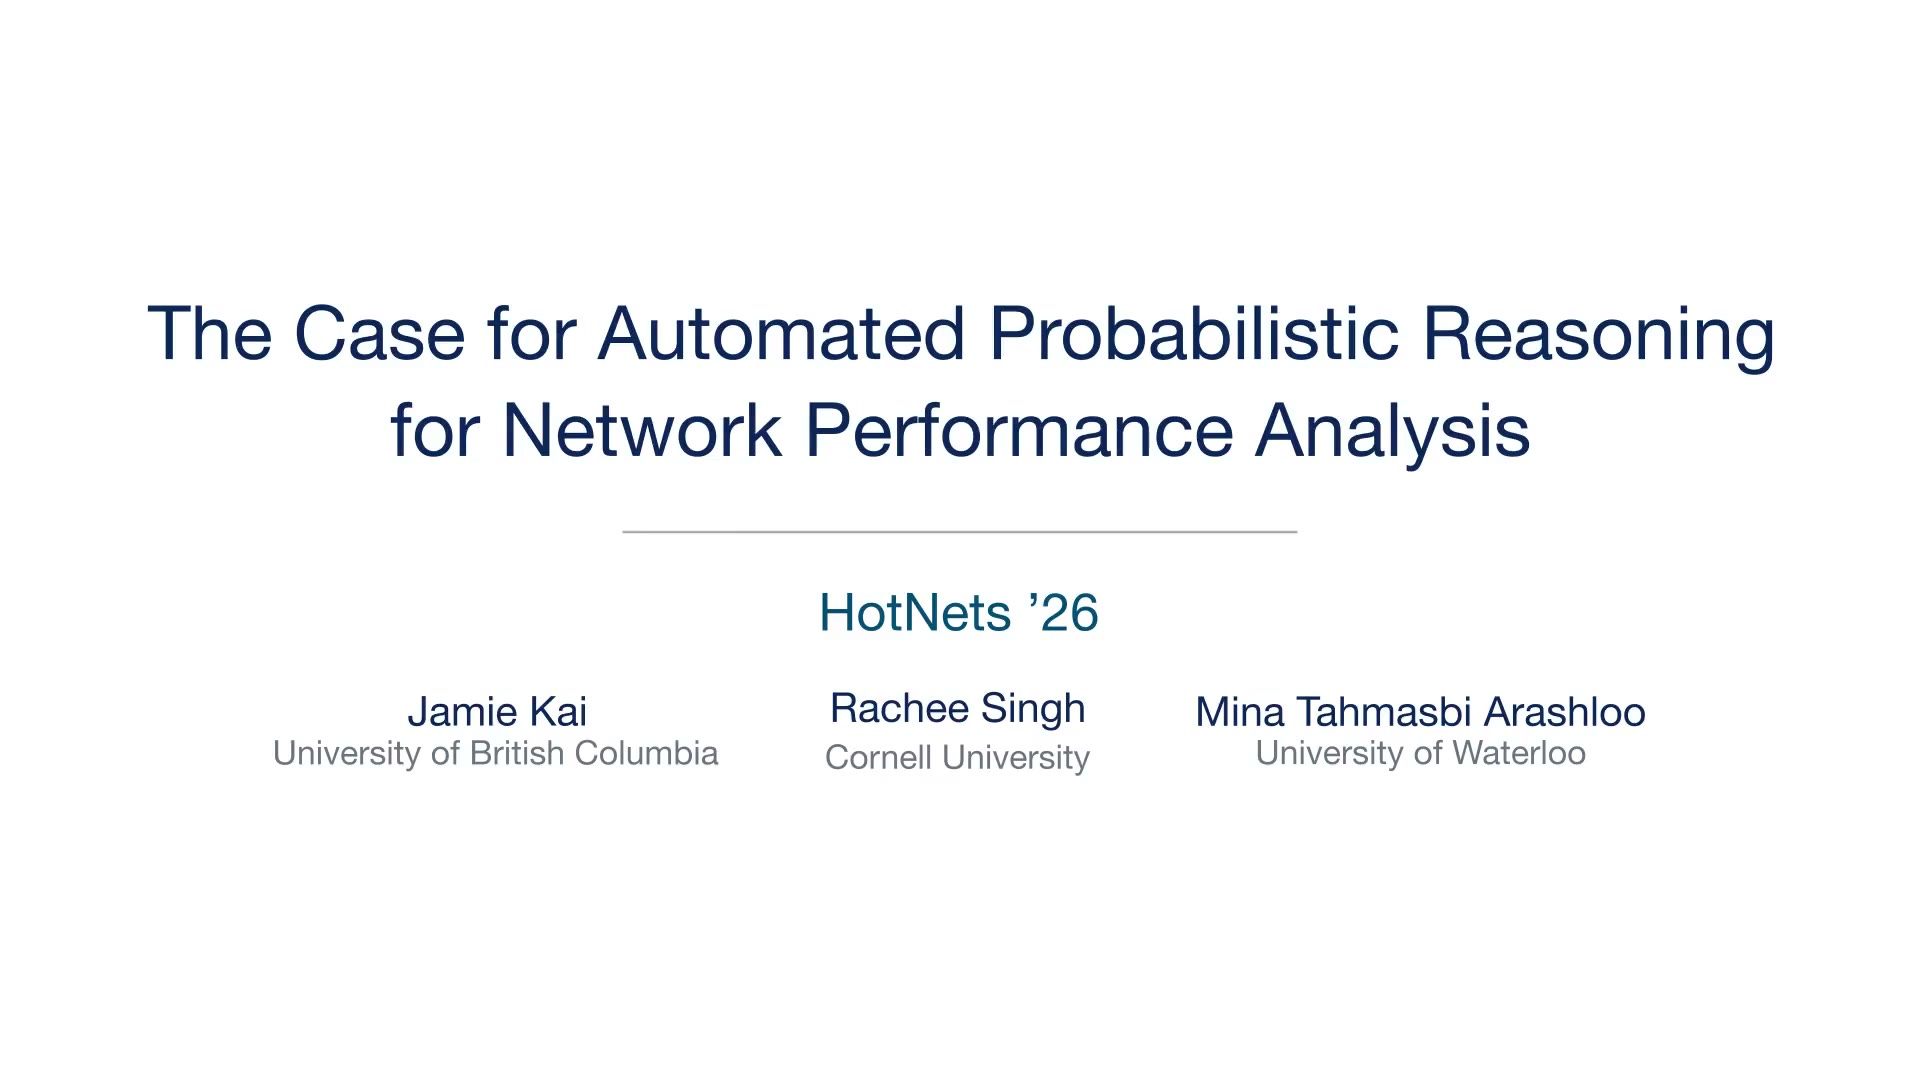 The Case for Automated Probabilistic Reasoning
for Network Performance Analysis
HotNets ’26
Jamie Kai
University of British Columbia
Rachee Singh
Cornell University
Mina Tahmasbi Arashloo
University of Waterloo